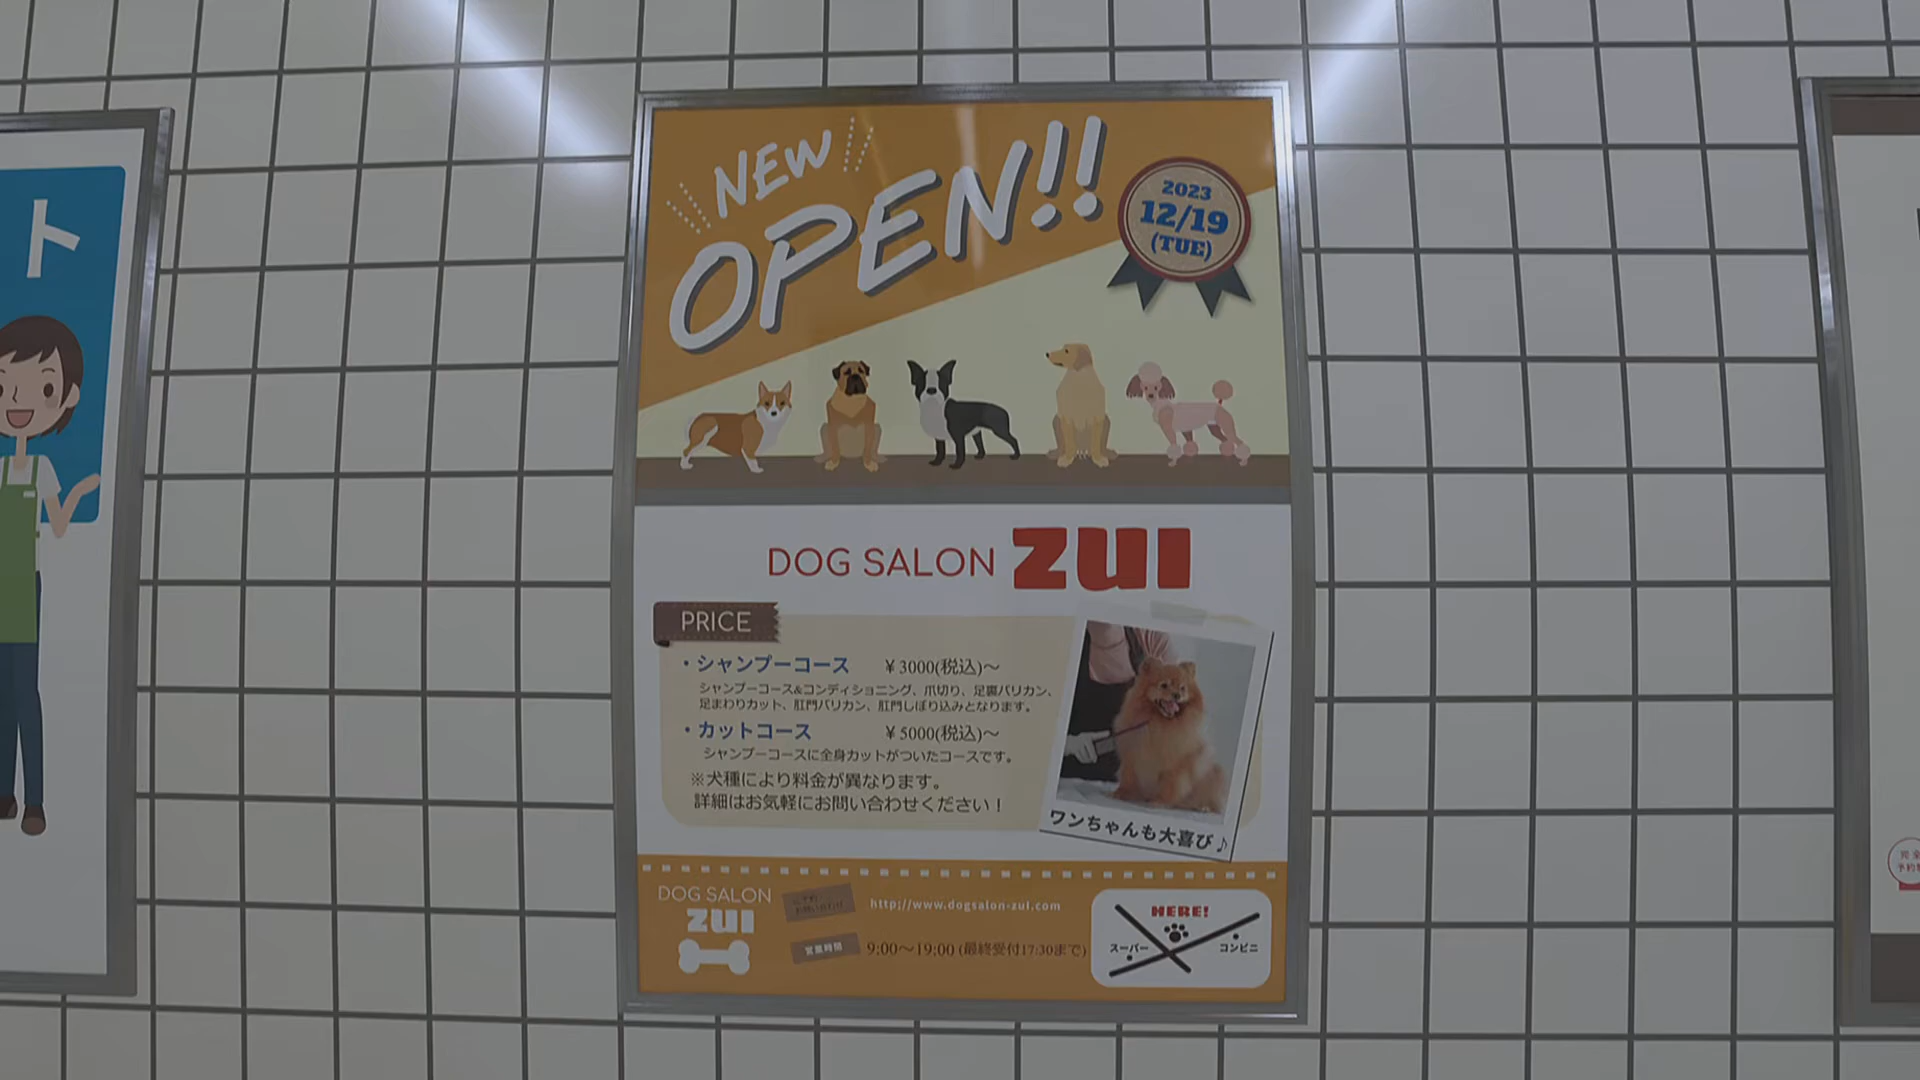 ト
NEW
OPEN!!
2023
12/19
(TUE)
DOG SALON ZUI
PRICE
・シャンプーコース ¥3000(税込)～
シャンプーコース&コンディショニング、爪切り、足裏バリカン、
足まわりカット、肛門バリカン、肛門しぼり込みとなります。
・カットコース ¥5000(税込)～
シャンプーコースに全身カットがついたコースです。
※犬種により料金が異なります。
詳細はお気軽にお問い合わせください！
ワンちゃんも大喜び♪
DOG SALON
ZUI
http://www.dogsalon-zui.com
営業時間 9:00～19:00 (最終受付17:30まで)
HERE!
スーパー
コンビニ